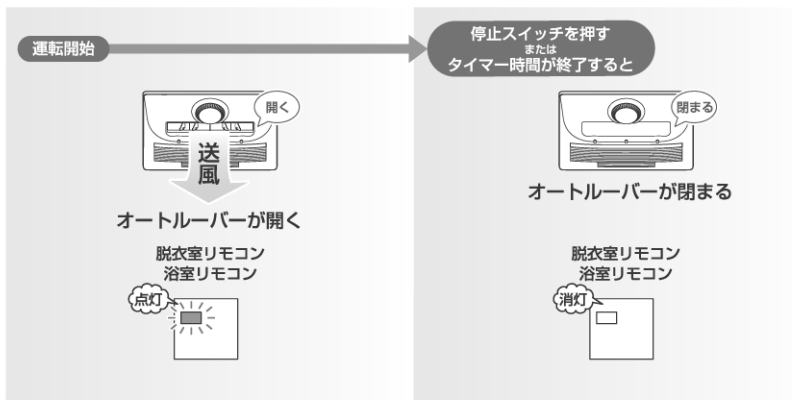 運転開始
停止スイッチを押す
または
タイマー時間が終了すると
開く
送風
オートルーバーが開く
脱衣室リモコン
浴室リモコン
点灯
閉まる
オートルーバーが閉まる
脱衣室リモコン
浴室リモコン
消灯